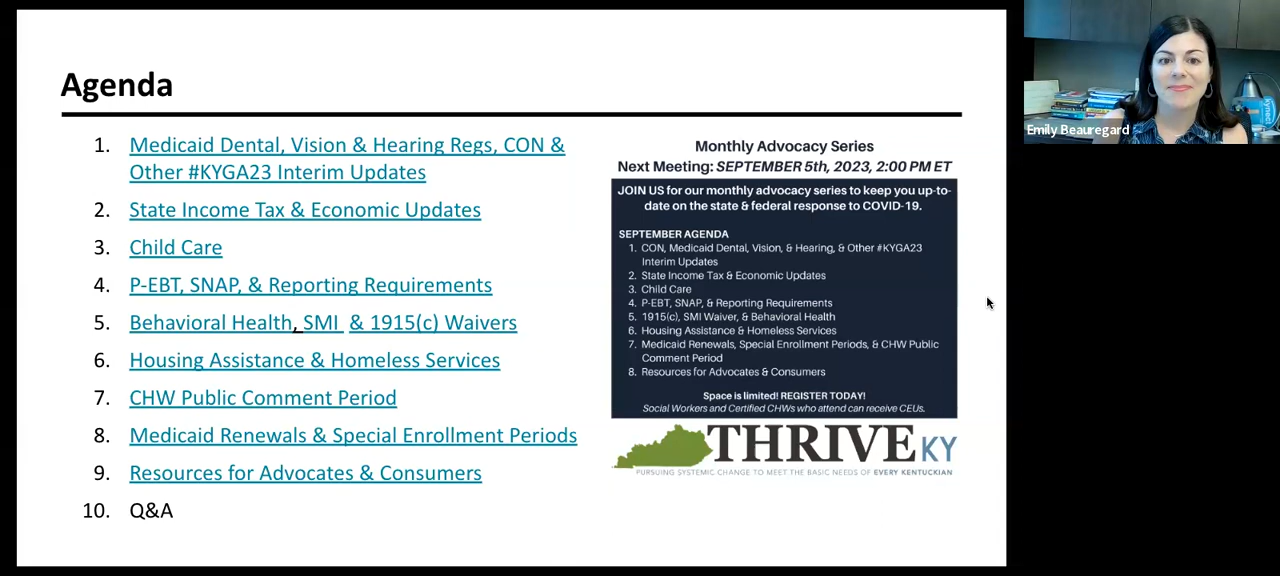 Agenda
1. Medicaid Dental, Vision & Hearing Regs, CON &
Other #KYGA23 Interim Updates
2. State Income Tax & Economic Updates
3. Child Care
4. P-EBT, SNAP, & Reporting Requirements
5. Behavioral Health, SMI & 1915(c) Waivers
6. Housing Assistance & Homeless Services
7. CHW Public Comment Period
8. Medicaid Renewals & Special Enrollment Periods
9. Resources for Advocates & Consumers
10. Q&A
Monthly Advocacy Series
Next Meeting: SEPTEMBER 5th, 2023, 2:00 PM ET
JOIN US for our monthly advocacy series to keep you up-to-
date on the state & federal response to COVID-19.
SEPTEMBER AGENDA
1. CON, Medicaid Dental, Vision, & Hearing, & Other #KYGA23
Interim Updates
2. State Income Tax & Economic Updates
3. Child Care
4. P-EBT, SNAP, & Reporting Requirements
5. 1915(c), SMI Waiver, & Behavioral Health
6. Housing Assistance & Homeless Services
7. Medicaid Renewals, Special Enrollment Periods, & CHW Public
Comment Period
8. Resources for Advocates & Consumers
Space is limited! REGISTER TODAY!
Social Workers and Certified CHWs who attend can receive CEUs.
THRIVE KY
PURSUING SYSTEMIC CHANGE TO MEET THE BASIC NEEDS OF EVERY KENTUCKIAN
Emily Beauregard
kynect